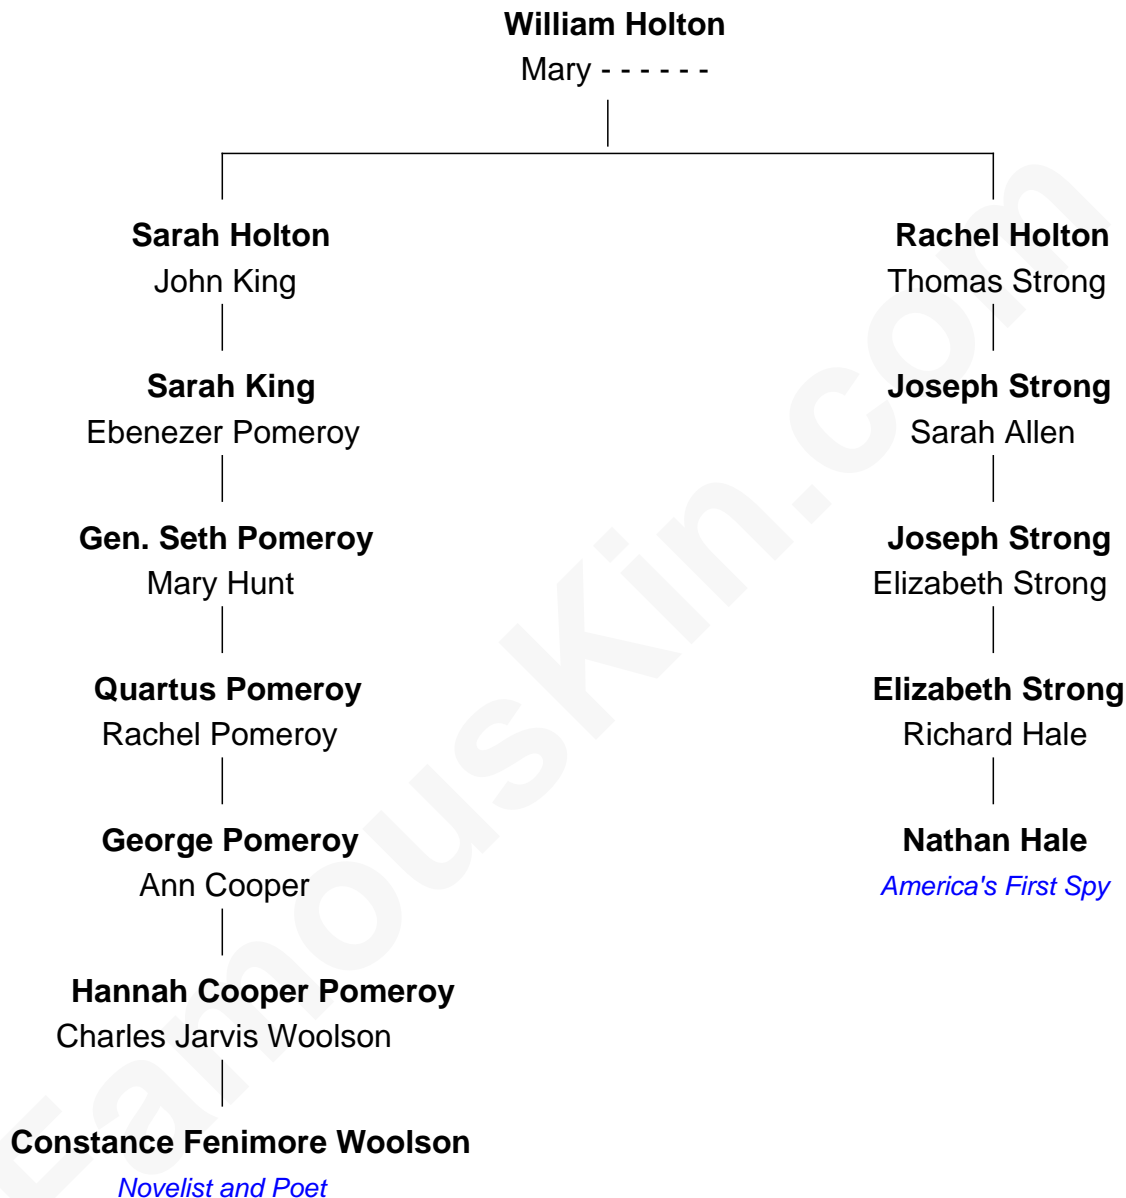 William Holton
Mary - - - - - -
Sarah Holton
John King
Rachel Holton
Thomas Strong
Sarah King
Ebenezer Pomeroy
Joseph Strong
Sarah Allen
Gen. Seth Pomeroy
Mary Hunt
Joseph Strong
Elizabeth Strong
Quartus Pomeroy
Rachel Pomeroy
Elizabeth Strong
Richard Hale
George Pomeroy
Ann Cooper
Nathan Hale
America's First Spy
Hannah Cooper Pomeroy
Charles Jarvis Woolson
Constance Fenimore Woolson
Novelist and Poet
FamousKin.com